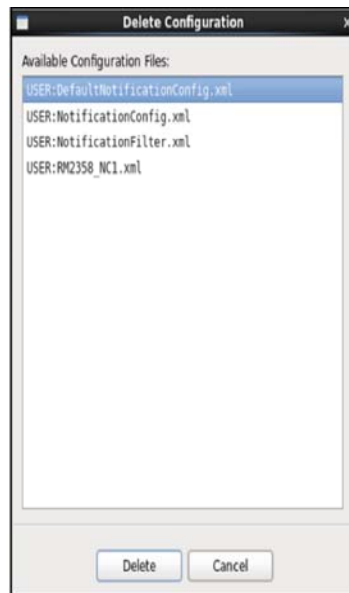 Delete Configuration
Available Configuration Files:
USER:DefaultNotificationConfig.xml
USER:NotificationConfig.xml
USER:NotificationFilter.xml
USER:RM2358_NC1.xml
Delete
Cancel